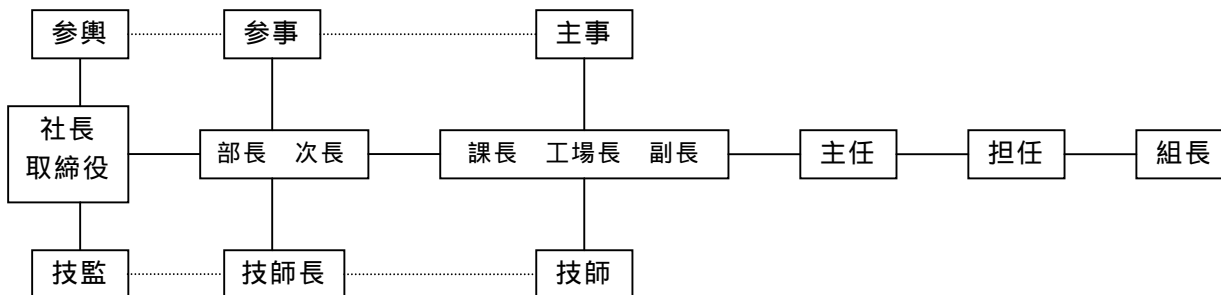 参輿 参事 主事
社長
取締役
部長 次長 課長 工場長 副長 主任 担任 組長
技監 技師長 技師